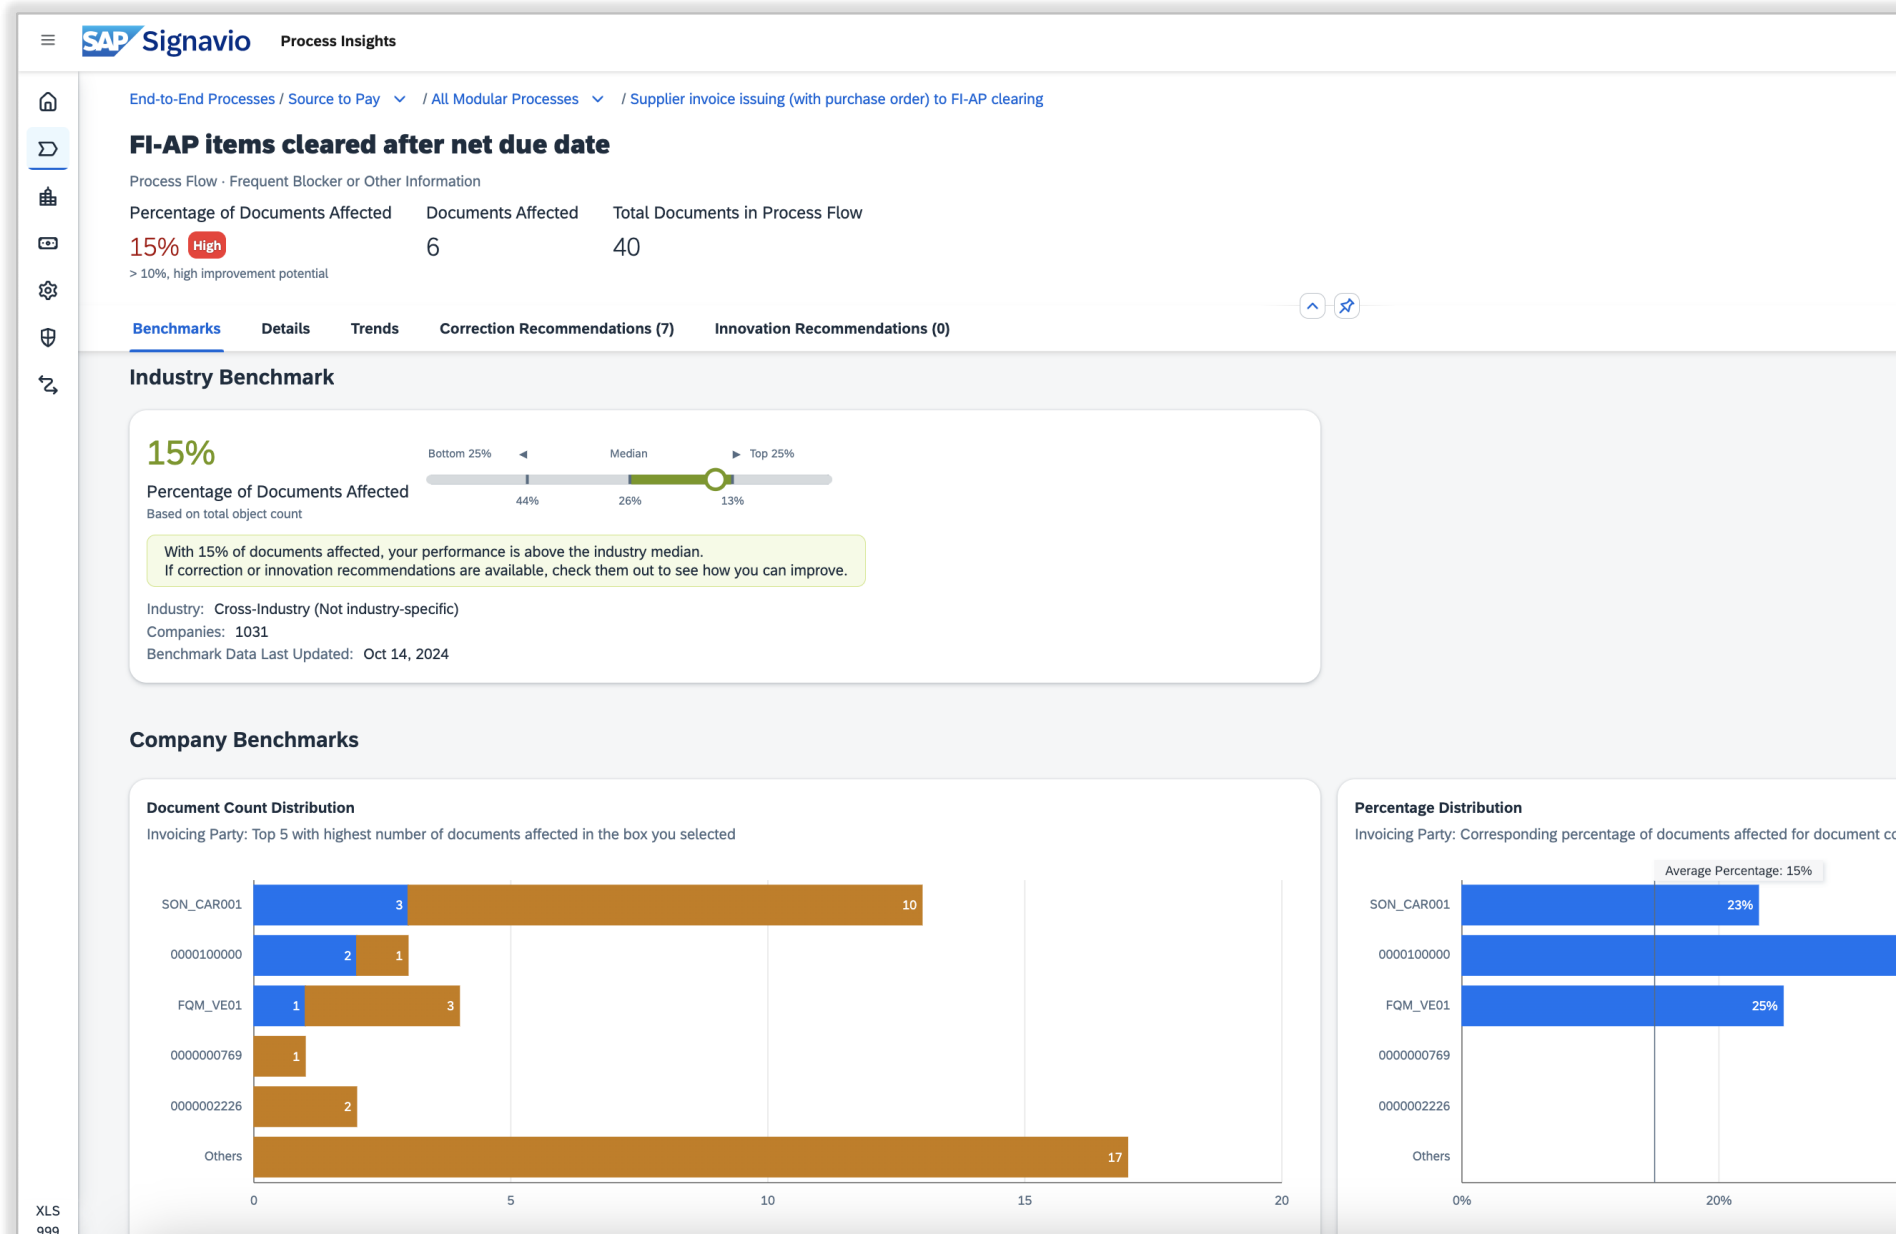 SAP Signavio Process Insights
End-to-End Processes / Source to Pay / All Modular Processes / Supplier invoice issuing (with purchase order) to FI-AP clearing
FI-AP items cleared after net due date
Process Flow · Frequent Blocker or Other Information
Percentage of Documents Affected Documents Affected Total Documents in Process Flow
15% High 6 40
> 10%, high improvement potential
Benchmarks Details Trends Correction Recommendations (7) Innovation Recommendations (0)
Industry Benchmark
15%
Percentage of Documents Affected
Based on total object count
Bottom 25% ◀ Median ▶ Top 25%
44% 26% 13%
With 15% of documents affected, your performance is above the industry median.
If correction or innovation recommendations are available, check them out to see how you can improve.
Industry: Cross-Industry (Not industry-specific)
Companies: 1031
Benchmark Data Last Updated: Oct 14, 2024
Company Benchmarks
Document Count Distribution
Invoicing Party: Top 5 with highest number of documents affected in the box you selected
SON_CAR001 3 10
0000100000 2 1
FQM_VE01 1 3
0000000769 1
0000002226 2
Others 17
0 5 10 15 20
Percentage Distribution
Invoicing Party: Corresponding percentage of documents affected for document
Average Percentage: 15%
SON_CAR001 23%
0000100000
FQM_VE01 25%
0000000769
0000002226
Others
0% 20%
XLS
999